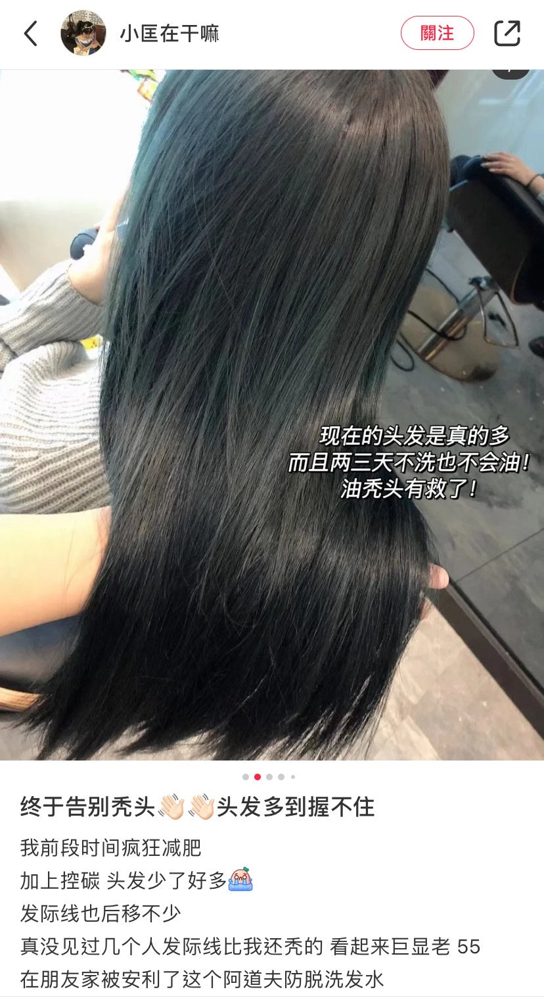 小匡在干嘛
關注
现在的头发是真的多
而且两三天不洗也不会油！
油秃头有救了！
终于告别秃头👋🏻👋🏻头发多到握不住
我前段时间疯狂减肥
加上控碳 头发少了好多
发际线也后移不少
真没见过几个人发际线比我还秃的 看起来巨显老 55
在朋友家被安利了这个阿道夫防脱洗发水